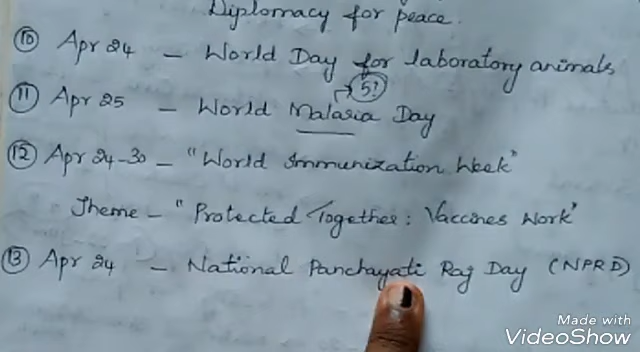 Diplomacy for peace.
⑩ Apr 24 - World Day for laboratory animals
5?
⑪ Apr 25 - World Malaria Day
⑫ Apr 24-30 - "World Immunization Week"
Theme - "Protected Together: Vaccines Work"
⑬ Apr 24 - National Panchayati Raj Day (NPRD)
Made with
VideoShow